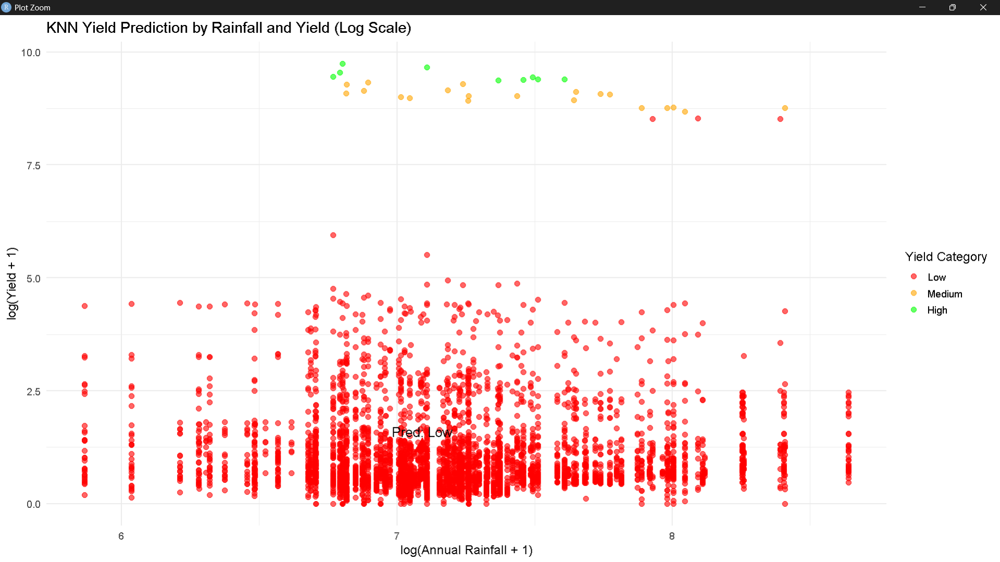 R Plot Zoom
KNN Yield Prediction by Rainfall and Yield (Log Scale)
10.0
7.5
5.0
2.5
0.0
log(Yield + 1)
Pred: Low
6 7 8
log(Annual Rainfall + 1)
Yield Category
Low
Medium
High